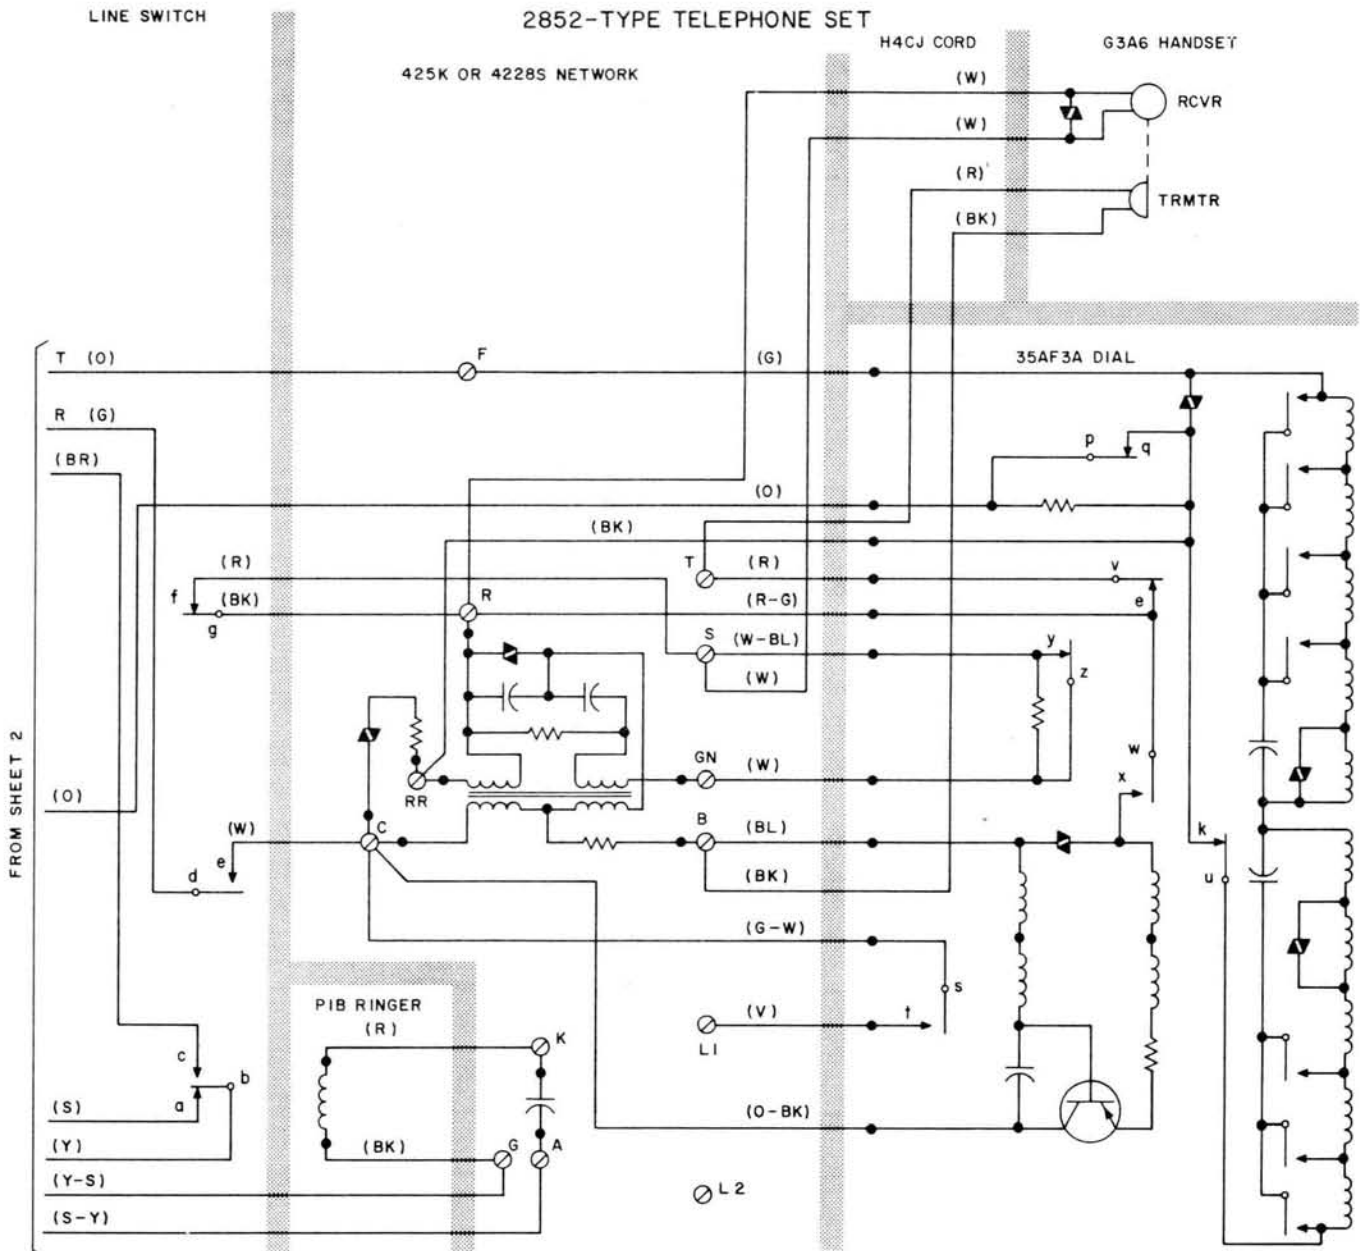 LINE SWITCH
2852-TYPE TELEPHONE SET
H4CJ CORD
G3A6 HANDSET
425K OR 4228S NETWORK
(W)
RCVR
(W)
(R)
TRMTR
(BK)
T (O)
F
(G)
35AF3A DIAL
R (G)
p
q
(BR)
(O)
(BK)
(R)
T
(R)
v
f
(BK)
g
R
(R-G)
e
S
(W-BL)
y
z
(W)
FROM SHEET 2
GN
(W)
w
x
RR
(O)
(W)
C
B
(BL)
k
e
d
(BK)
u
(G-W)
s
PIB RINGER
(R)
(V)
t
L1
K
c
b
a
(S)
(O-BK)
(Y)
(BK)
G
A
(Y-S)
L2
(S-Y)